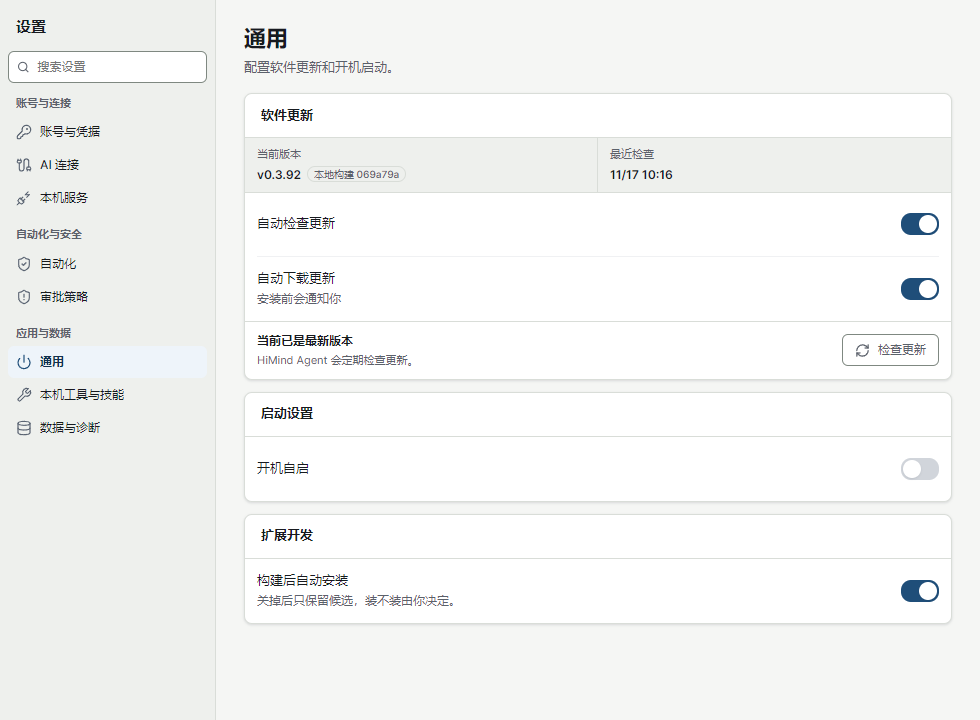 设置
搜索设置
账号与连接
账号与凭据
AI 连接
本机服务
自动化与安全
自动化
审批策略
应用与数据
通用
本机工具与技能
数据与诊断
通用
配置软件更新和开机启动。
软件更新
当前版本
v0.3.92 本地构建 069a79a
最近检查
11/17 10:16
自动检查更新
自动下载更新
安装前会通知你
当前已是最新版本
HiMind Agent 会定期检查更新。
检查更新
启动设置
开机自启
扩展开发
构建后自动安装
关掉后只保留候选，装不装由你决定。